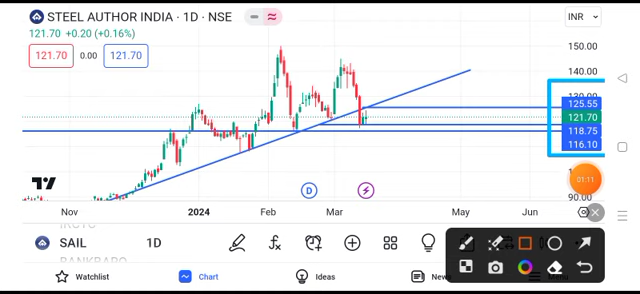 STEEL AUTHOR INDIA · 1D · NSE
INR
121.70 +0.20 (+0.16%)
121.70 0.00 121.70
150.00
140.00
130.00
125.55
121.70
118.75
116.10
01:11
90.00
D
Nov 2024 Feb Mar May Jun
SAIL 1D
Watchlist Chart Ideas News